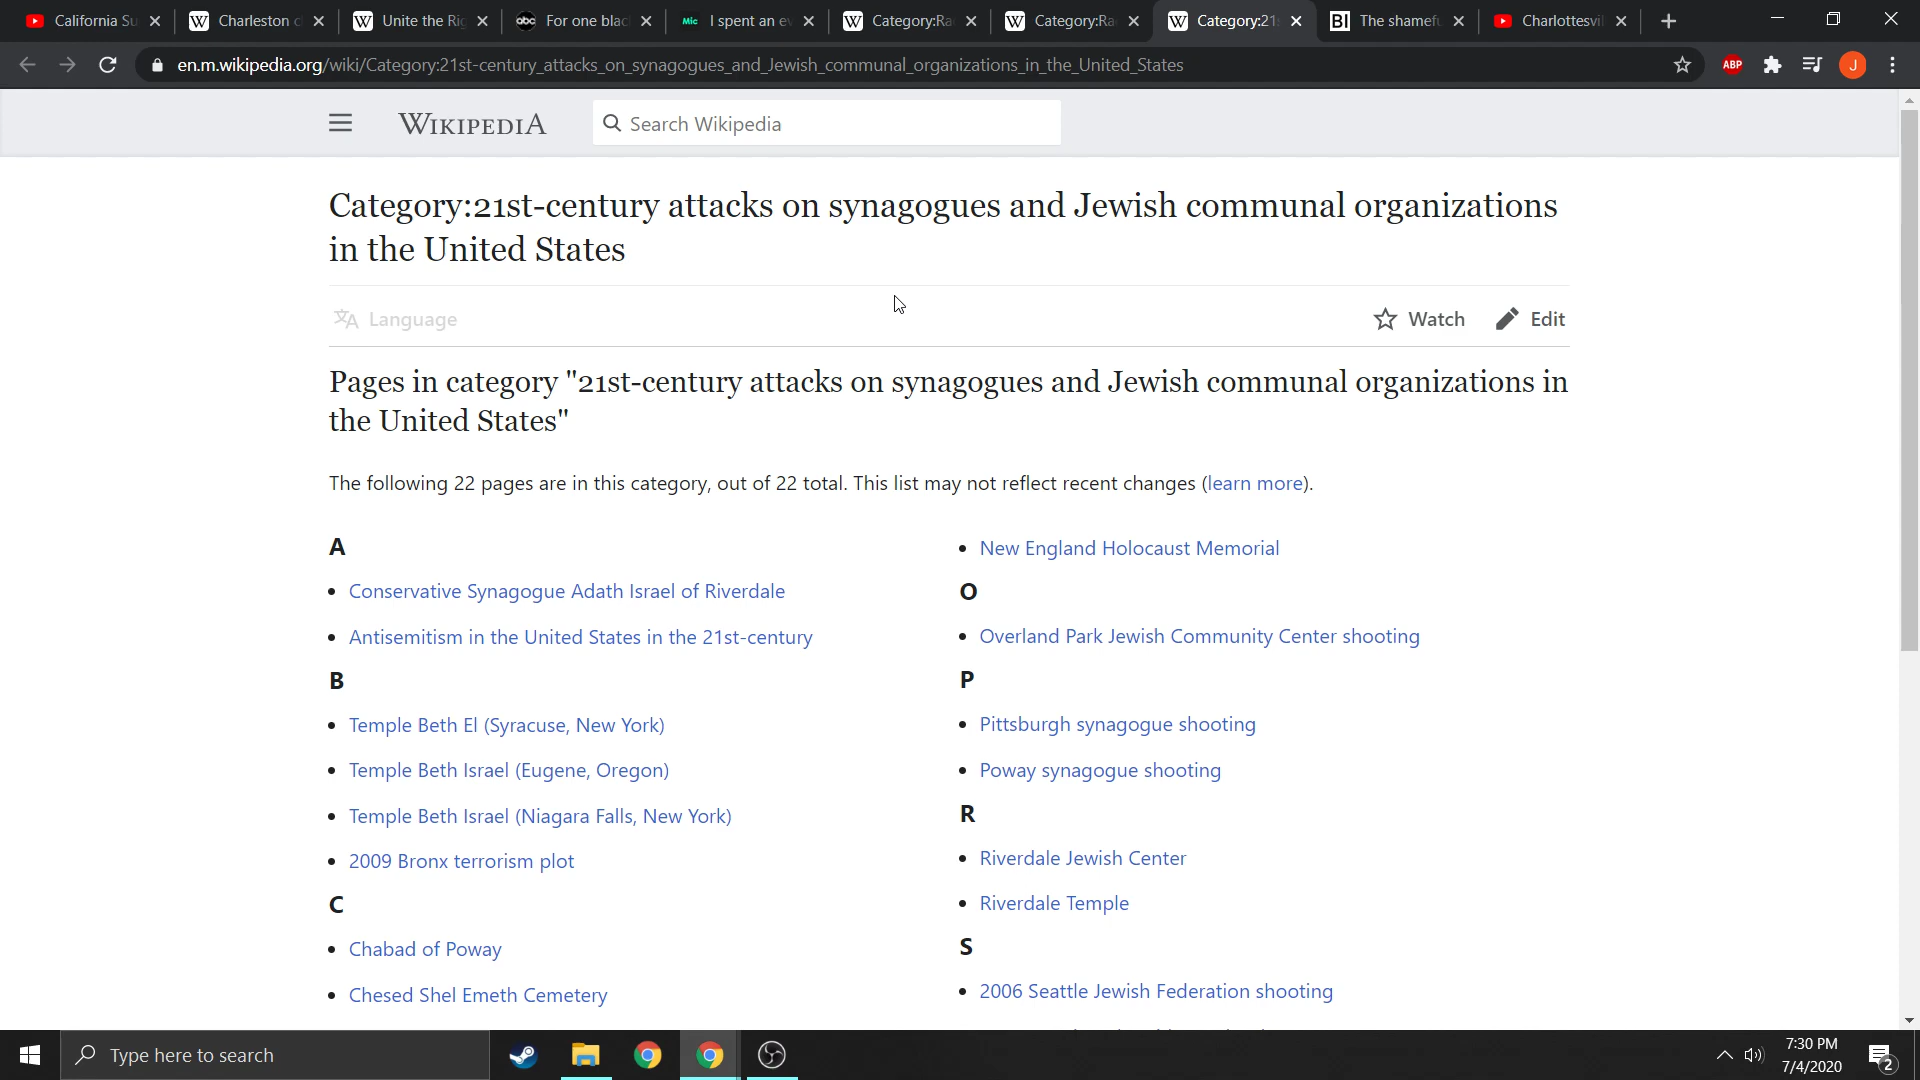 California Su
Charleston c
Unite the Rig
abc For one blac
Mic I spent an ev
Category:Ra
Category:Ra
Category:21
BI The shamefu
Charlottesvil
en.m.wikipedia.org/wiki/Category:21st-century_attacks_on_synagogues_and_Jewish_communal_organizations_in_the_United_States
ABP
J
WIKIPEDIA
Search Wikipedia
Category:21st-century attacks on synagogues and Jewish communal organizations
in the United States
Language
Watch
Edit
Pages in category "21st-century attacks on synagogues and Jewish communal organizations in
the United States"
The following 22 pages are in this category, out of 22 total. This list may not reflect recent changes (learn more).
A
• Conservative Synagogue Adath Israel of Riverdale
• Antisemitism in the United States in the 21st-century
B
• Temple Beth El (Syracuse, New York)
• Temple Beth Israel (Eugene, Oregon)
• Temple Beth Israel (Niagara Falls, New York)
• 2009 Bronx terrorism plot
C
• Chabad of Poway
• Chesed Shel Emeth Cemetery
• New England Holocaust Memorial
O
• Overland Park Jewish Community Center shooting
P
• Pittsburgh synagogue shooting
• Poway synagogue shooting
R
• Riverdale Jewish Center
• Riverdale Temple
S
• 2006 Seattle Jewish Federation shooting
Type here to search
7:30 PM
7/4/2020
2